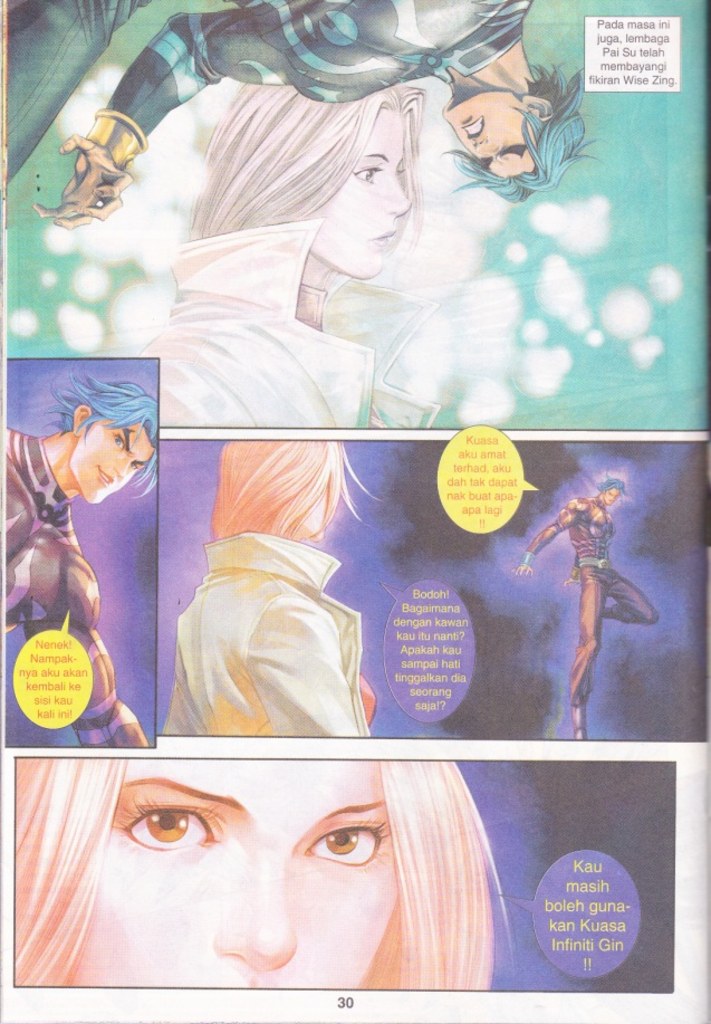 Pada masa ini
juga, lembaga
Pai Su telah
membayangi
fikiran Wise Zing.
Nenek!
Nampak-
nya aku akan
kembali ke
sisi kau
kali ini!
Kuasa
aku amat
terhad, aku
dah tak dapat
nak buat apa-
apa lagi
!!
Bodoh!
Bagaimana
dengan kawan
kau itu nanti?
Apakah kau
sampai hati
tinggalkan dia
seorang
saja!?
Kau
masih
boleh guna-
kan Kuasa
Infiniti Gin
!!
30